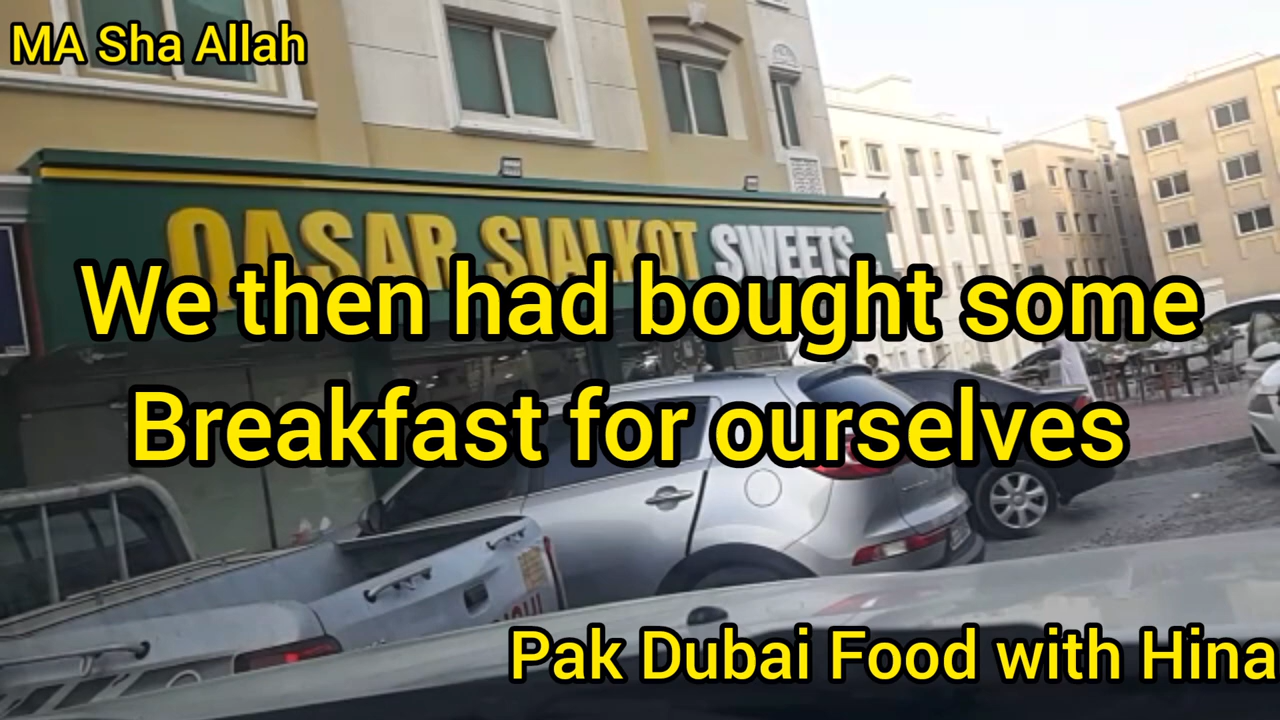 MA Sha Allah
QASAR SIALKOT SWEETS
We then had bought some
Breakfast for ourselves
Pak Dubai Food with Hina